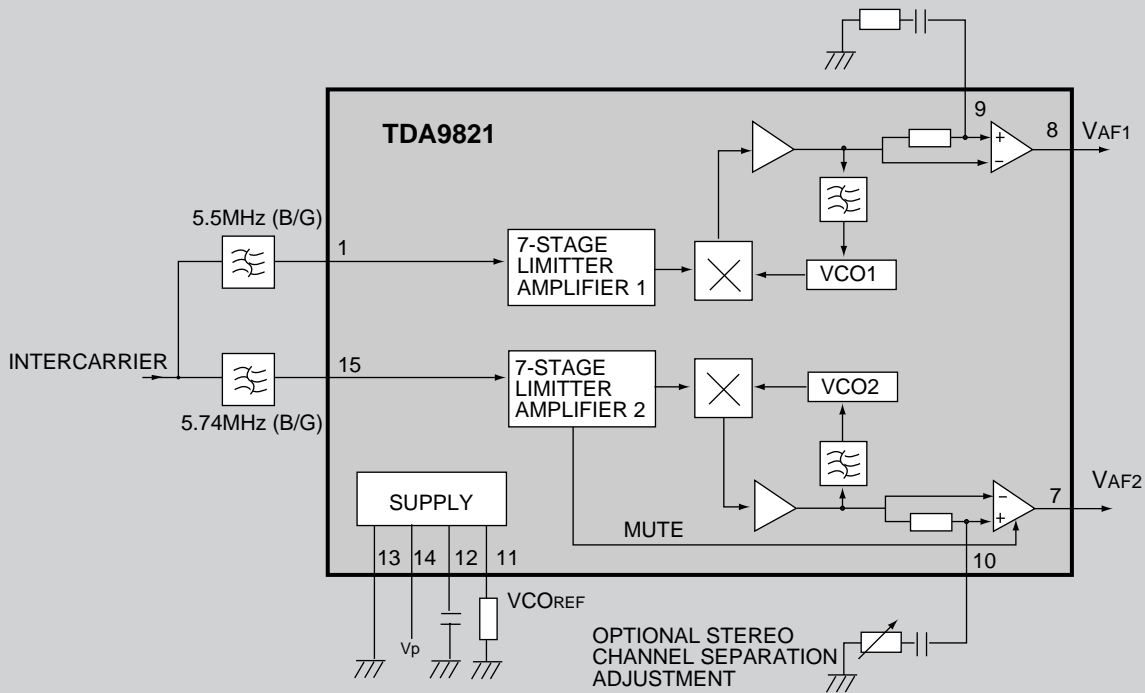 9
TDA9821
8
VAF1
5.5MHz (B/G)
1
7-STAGE
LIMITTER
AMPLIFIER 1
VCO1
INTERCARRIER
15
7-STAGE
LIMITTER
AMPLIFIER 2
VCO2
5.74MHz (B/G)
SUPPLY
7
VAF2
MUTE
13
14
12
11
10
VCOREF
Vp
OPTIONAL STEREO
CHANNEL SEPARATION
ADJUSTMENT